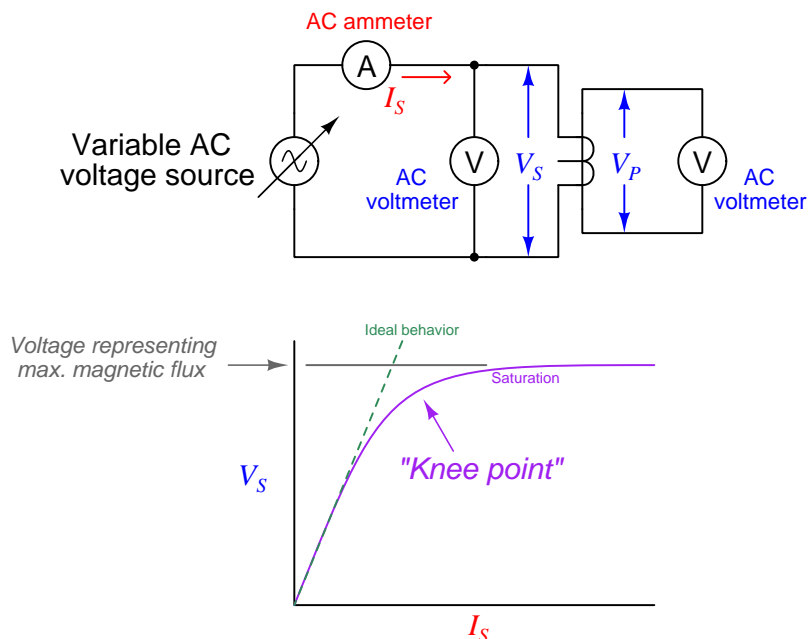 AC ammeter
A
I_S
Variable AC
voltage source
V
AC
voltmeter
V_S
V_P
V
AC
voltmeter
Voltage representing
max. magnetic flux
Ideal behavior
Saturation
"Knee point"
V_S
I_S